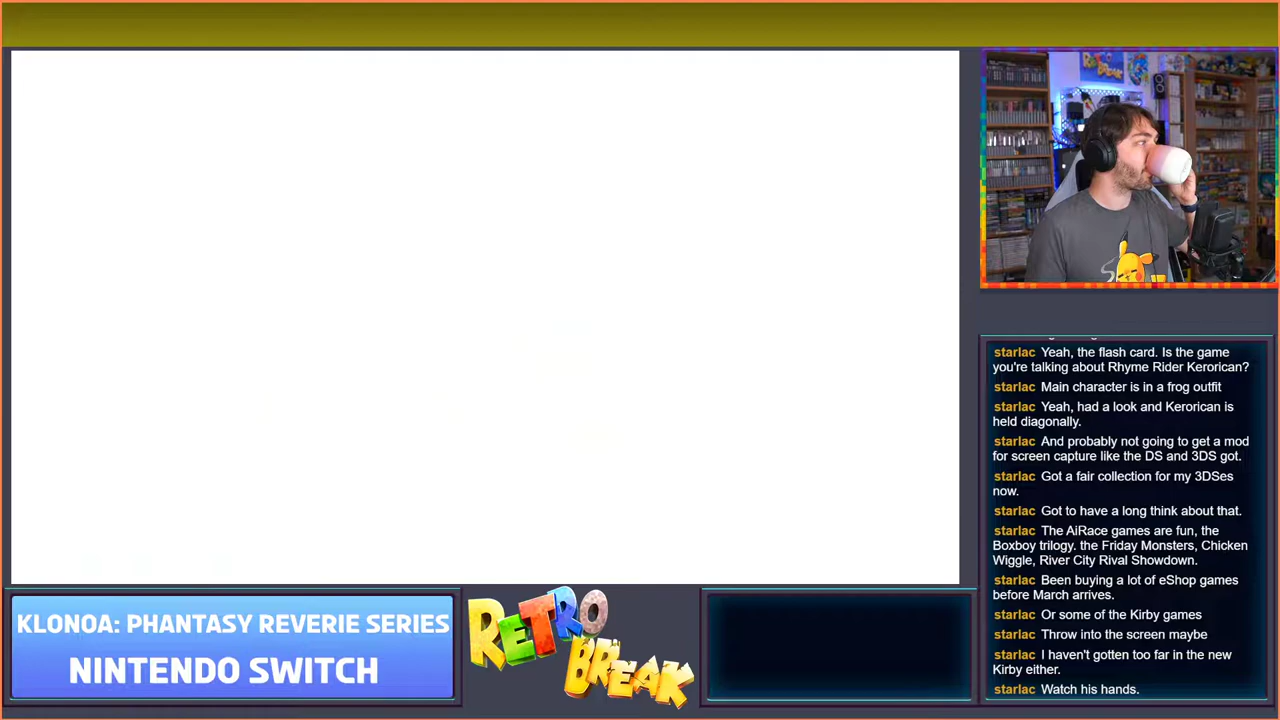 starlac Yeah, the flash card. Is the game
you're talking about Rhyme Rider Kerorican?
starlac Main character is in a frog outfit
starlac Yeah, had a look and Kerorican is
held diagonally.
starlac And probably not going to get a mod
for screen capture like the DS and 3DS got.
starlac Got a fair collection for my 3DSes
now.
starlac Got to have a long think about that.
starlac The AiRace games are fun, the
Boxboy trilogy. the Friday Monsters, Chicken
Wiggle, River City Rival Showdown.
starlac Been buying a lot of eShop games
before March arrives.
starlac Or some of the Kirby games
starlac Throw into the screen maybe
starlac I haven't gotten too far in the new
Kirby either.
starlac Watch his hands.
KLONOA: PHANTASY REVERIE SERIES
NINTENDO SWITCH
RETRO
BREAK